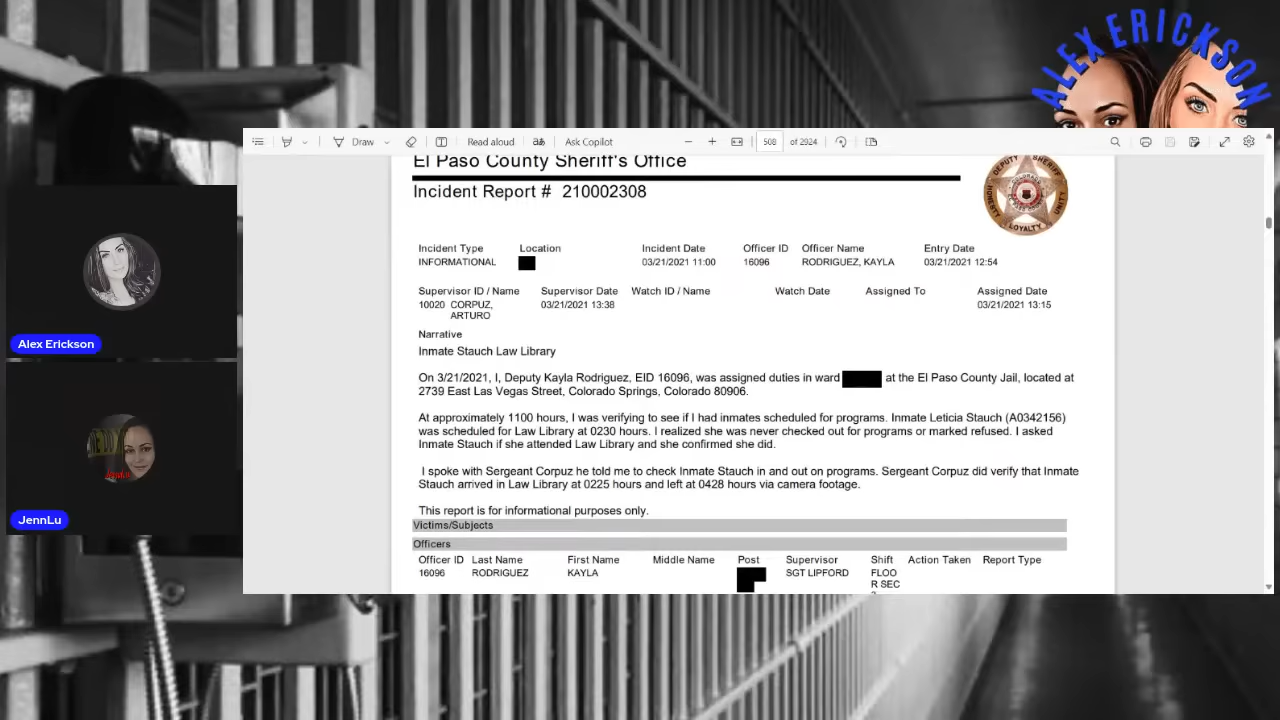 ALEX ERICKSON
Draw
Read aloud
Ask Copilot
508 of 2024
El Paso County Sheriff's Office
Incident Report # 210002308
DEPUTY SHERIFF
HONESTY
UNITY
LOYALTY
Incident Type Location Incident Date Officer ID Officer Name Entry Date
INFORMATIONAL 03/21/2021 11:00 16096 RODRIGUEZ, KAYLA 03/21/2021 12:54
Supervisor ID / Name Supervisor Date Watch ID / Name Watch Date Assigned To Assigned Date
10020 CORPUZ, 03/21/2021 13:38 03/21/2021 13:15
ARTURO
Narrative
Inmate Stauch Law Library
On 3/21/2021, I, Deputy Kayla Rodriguez, EID 16096, was assigned duties in ward at the El Paso County Jail, located at
2739 East Las Vegas Street, Colorado Springs, Colorado 80906.
At approximately 1100 hours, I was verifying to see if I had inmates scheduled for programs. Inmate Leticia Stauch (A0342156)
was scheduled for Law Library at 0230 hours. I realized she was never checked out for programs or marked refused. I asked
Inmate Stauch if she attended Law Library and she confirmed she did.
I spoke with Sergeant Corpuz he told me to check Inmate Stauch in and out on programs. Sergeant Corpuz did verify that Inmate
Stauch arrived in Law Library at 0225 hours and left at 0428 hours via camera footage.
This report is for informational purposes only.
Victims/Subjects
Officers
Officer ID Last Name First Name Middle Name Post Supervisor Shift Action Taken Report Type
16096 RODRIGUEZ KAYLA SGT LIPFORD FLOO
R SEC
Alex Erickson
JennLu